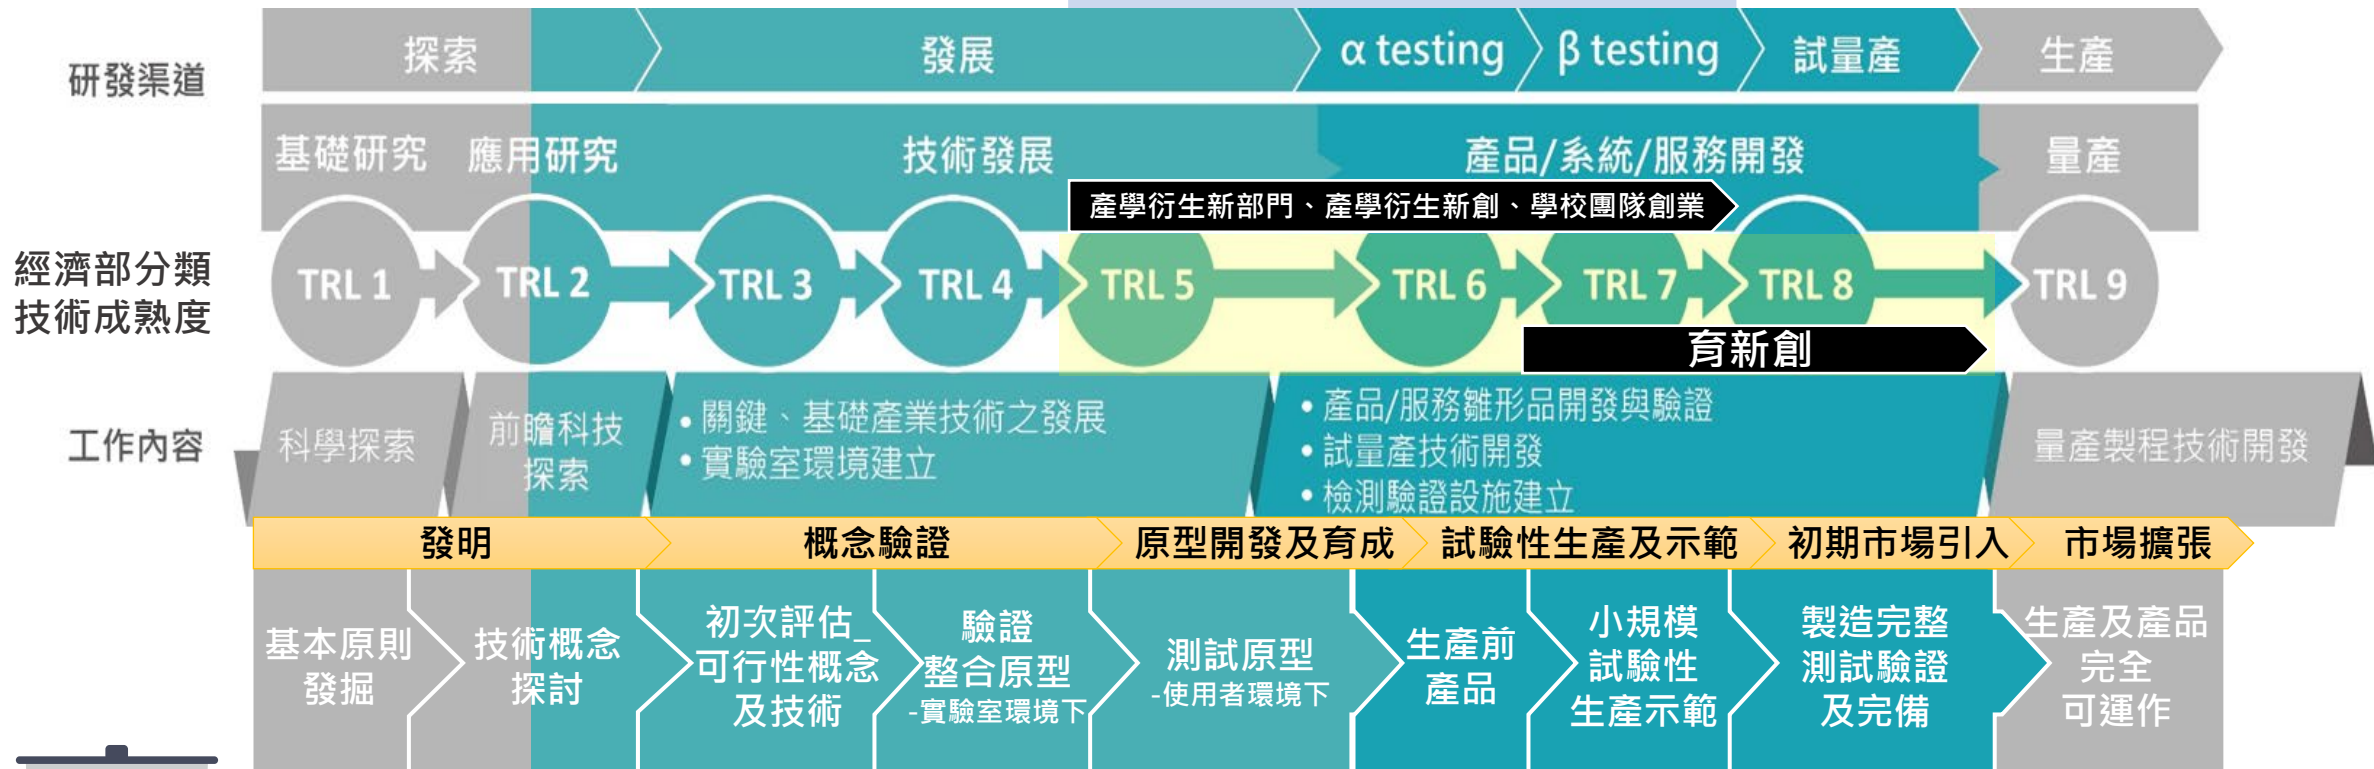 研發渠道
探索
發展
α testing
β testing
試量產
生產
基礎研究
應用研究
技術發展
產品/系統/服務開發
量產
產學衍生新部門、產學衍生新創、學校團隊創業
經濟部分類
技術成熟度
TRL 1
TRL 2
TRL 3
TRL 4
TRL 5
TRL 6
TRL 7
TRL 8
TRL 9
育新創
工作內容
科學探索
前瞻科技
探索
• 關鍵、基礎產業技術之發展
• 實驗室環境建立
• 產品/服務雛形品開發與驗證
• 試量產技術開發
• 檢測驗證設施建立
量產製程技術開發
發明
概念驗證
原型開發及育成
試驗性生產及示範
初期市場引入
市場擴張
基本原則
發掘
技術概念
探討
初次評估_
可行性概念
及技術
驗證
整合原型
-實驗室環境下
測試原型
-使用者環境下
生產前
產品
小規模
試驗性
生產示範
製造完整
測試驗證
及完備
生產及產品
完全
可運作